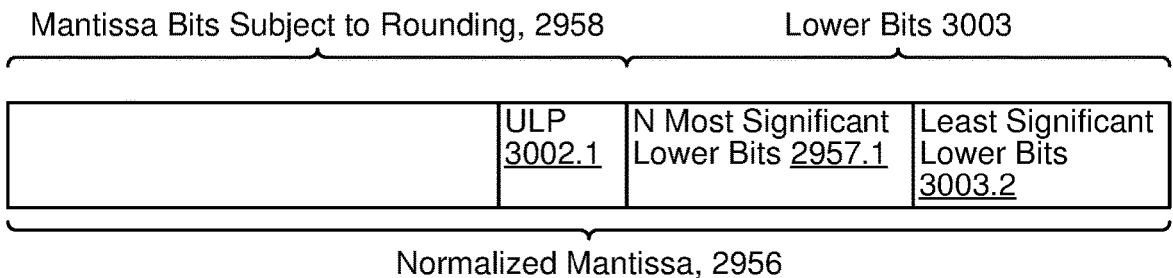 Mantissa Bits Subject to Rounding, 2958
Lower Bits 3003
ULP
3002.1
N Most Significant
Lower Bits 2957.1
Least Significant
Lower Bits
3003.2
Normalized Mantissa, 2956